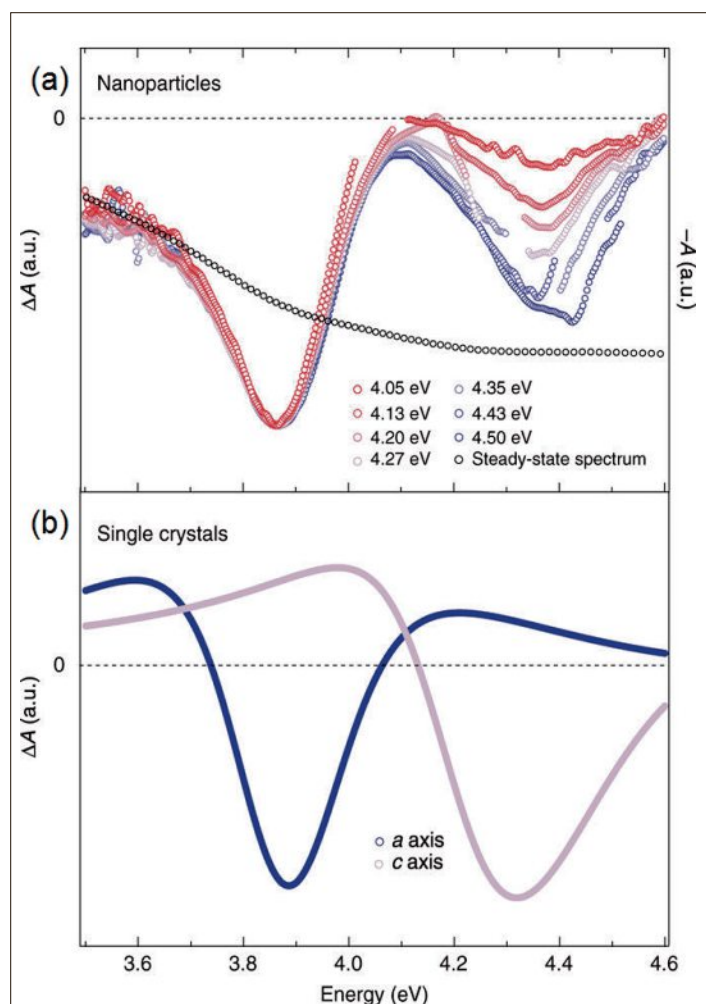 (a)
Nanoparticles
0
ΔA (a.u.)
−A (a.u.)
4.05 eV
4.13 eV
4.20 eV
4.27 eV
4.35 eV
4.43 eV
4.50 eV
Steady-state spectrum
(b)
Single crystals
0
ΔA (a.u.)
a axis
c axis
3.6 3.8 4.0 4.2 4.4 4.6
Energy (eV)